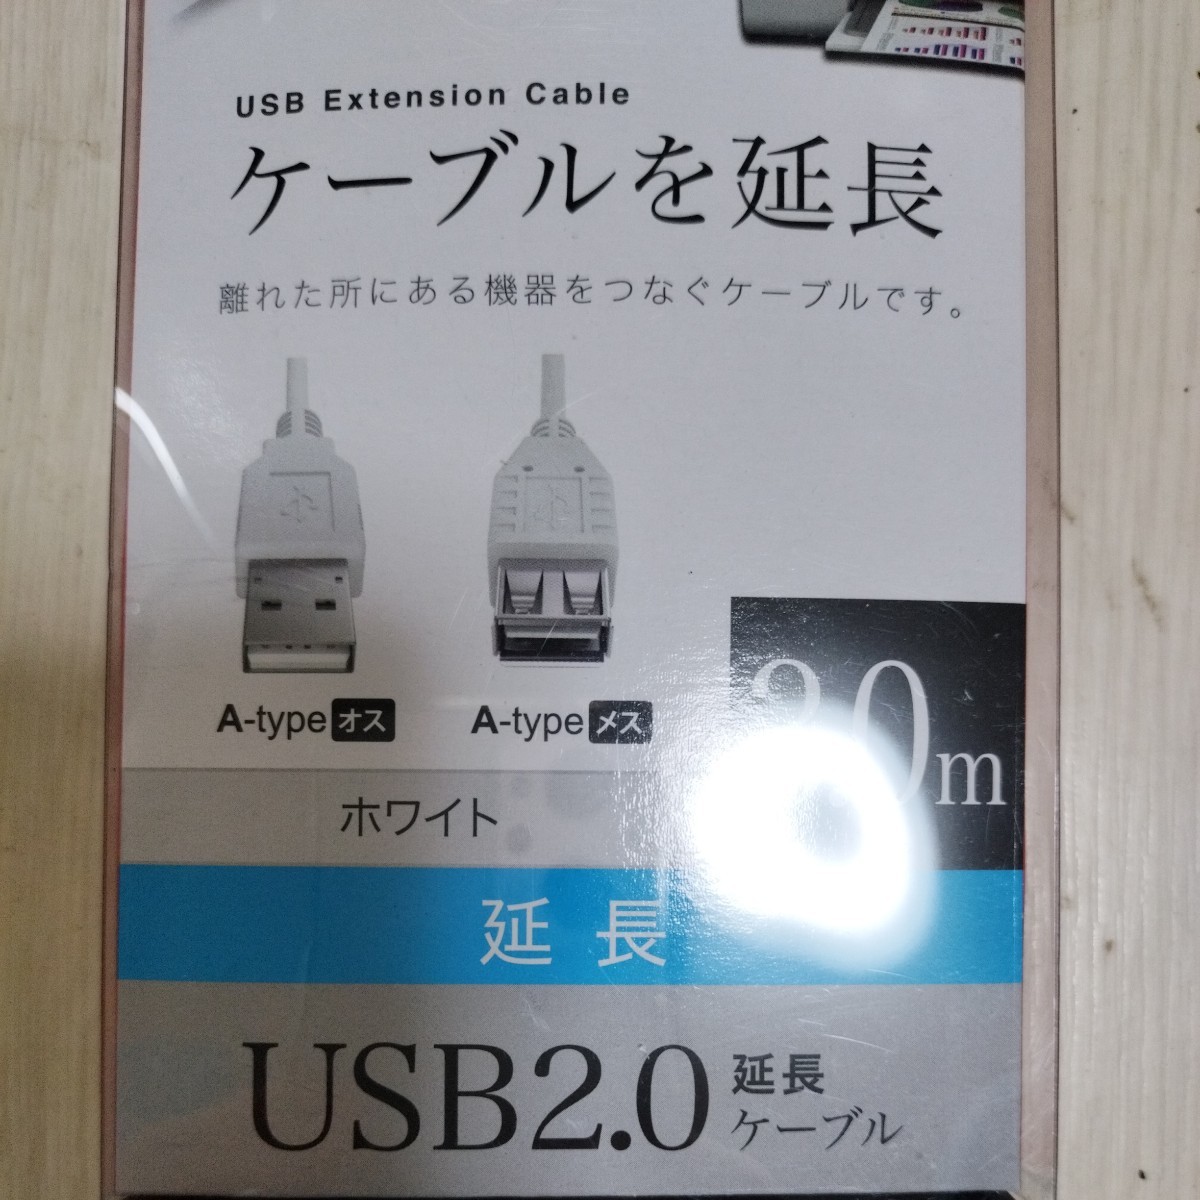 USB Extension Cable
ケーブルを延長
離れた所にある機器をつなぐケーブルです。
A-type オス
A-type メス
m
ホワイト
延長
USB2.0 延長
ケーブル